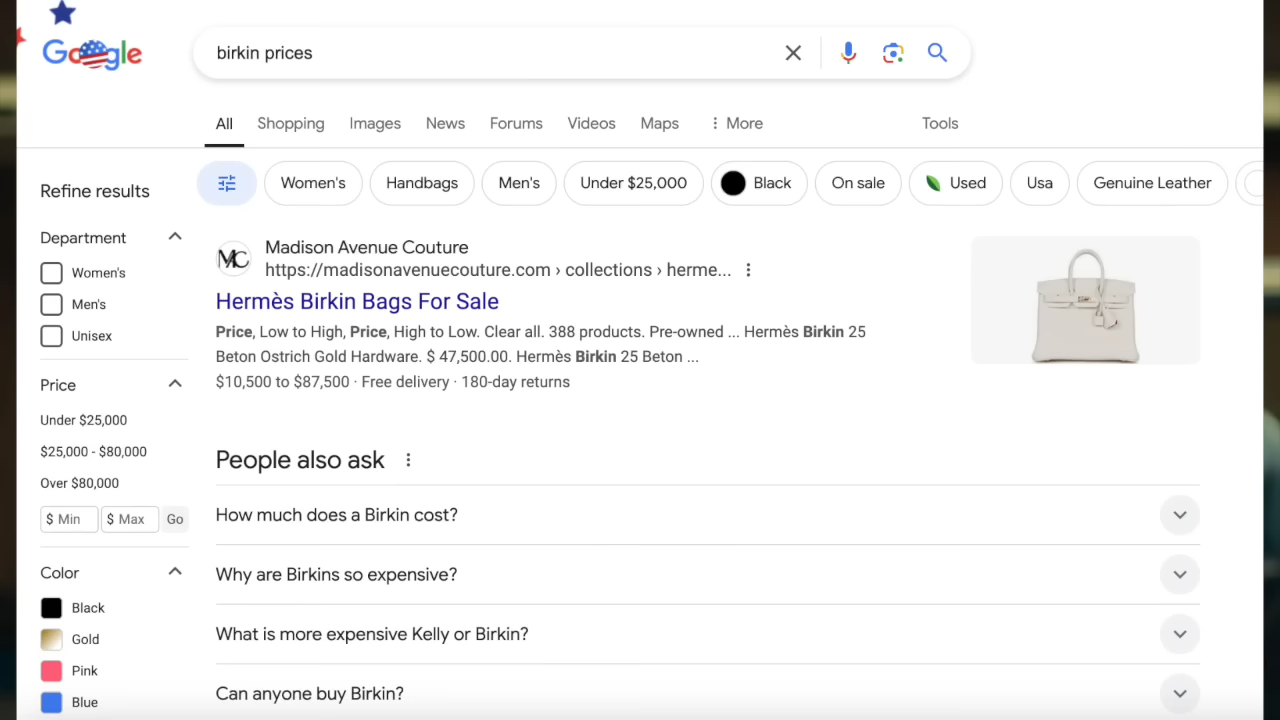 Google
birkin prices
All Shopping Images News Forums Videos Maps More Tools
Women's Handbags Men's Under $25,000 Black On sale Used Usa Genuine Leather
Refine results
Department
Women's
Men's
Unisex
Price
Under $25,000
$25,000 - $80,000
Over $80,000
$ Min $ Max Go
Color
Black
Gold
Pink
Blue
MC
Madison Avenue Couture
https://madisonavenuecouture.com › collections › herme...
Hermès Birkin Bags For Sale
Price, Low to High, Price, High to Low. Clear all. 388 products. Pre-owned ... Hermès Birkin 25
Beton Ostrich Gold Hardware. $ 47,500.00. Hermès Birkin 25 Beton ...
$10,500 to $87,500 · Free delivery · 180-day returns
People also ask
How much does a Birkin cost?
Why are Birkins so expensive?
What is more expensive Kelly or Birkin?
Can anyone buy Birkin?